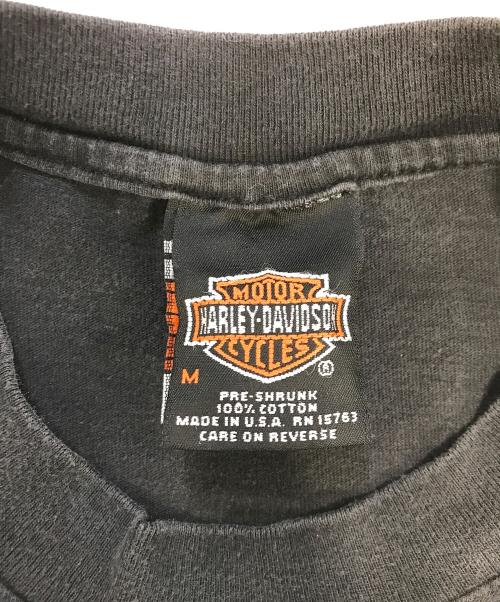 MOTOR
HARLEY-DAVIDSON
CYCLES
®
M
PRE-SHRUNK
100% COTTON
MADE IN U.S.A. RN 15763
CARE ON REVERSE